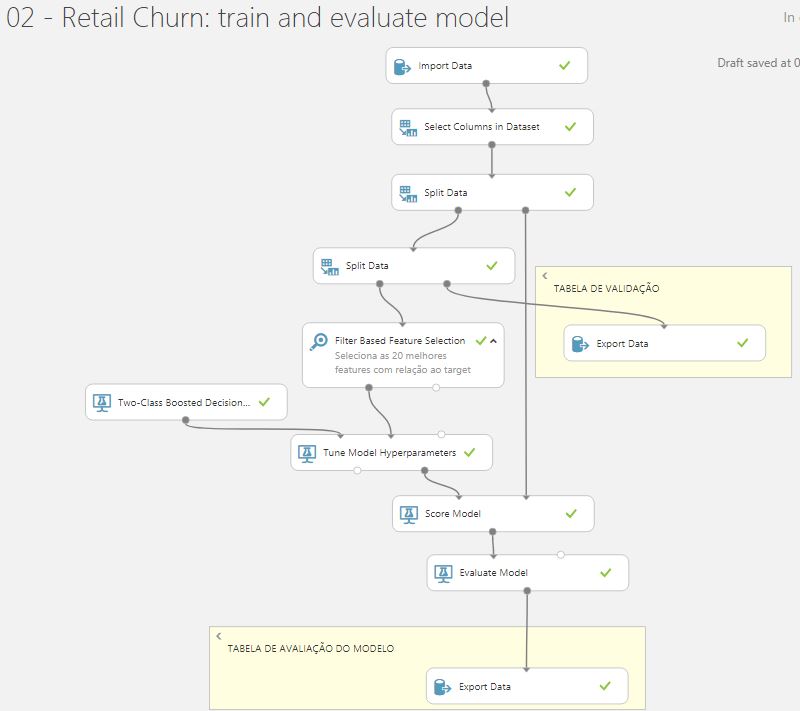 02 - Retail Churn: train and evaluate model
In
Draft saved at 0
Import Data
Select Columns in Dataset
Split Data
Split Data
TABELA DE VALIDAÇÃO
Export Data
Filter Based Feature Selection
Seleciona as 20 melhores
features com relação ao target
Two-Class Boosted Decision...
Tune Model Hyperparameters
Score Model
Evaluate Model
TABELA DE AVALIAÇÃO DO MODELO
Export Data